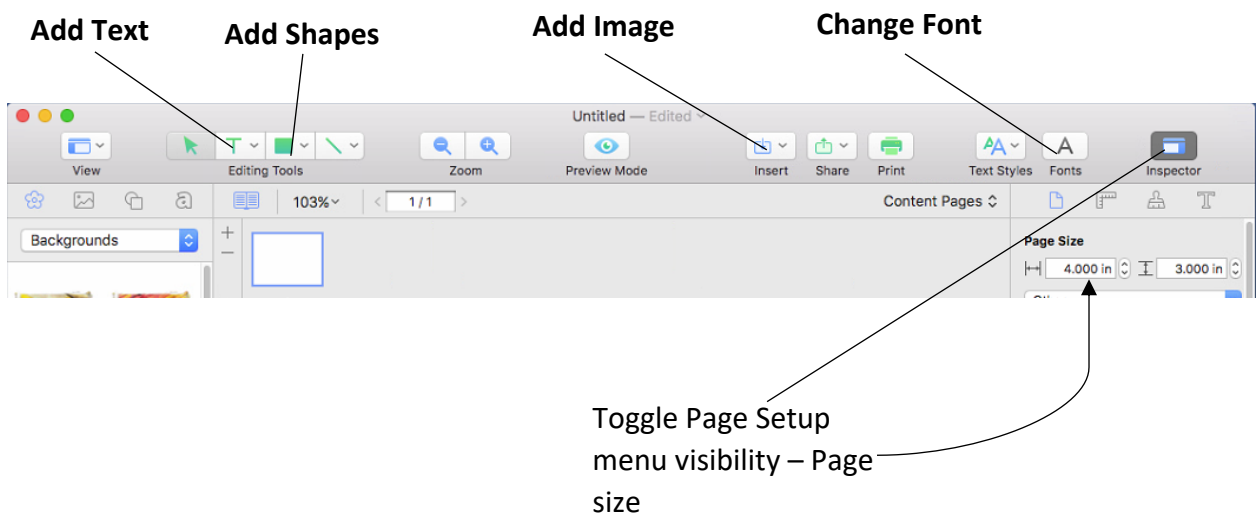 Add Text Add Shapes Add Image Change Font
Untitled — Edited
View Editing Tools Zoom Preview Mode Insert Share Print Text Styles Fonts Inspector
103% 1 / 1 Content Pages
Backgrounds
Page Size
4.000 in 3.000 in
Toggle Page Setup
menu visibility – Page
size